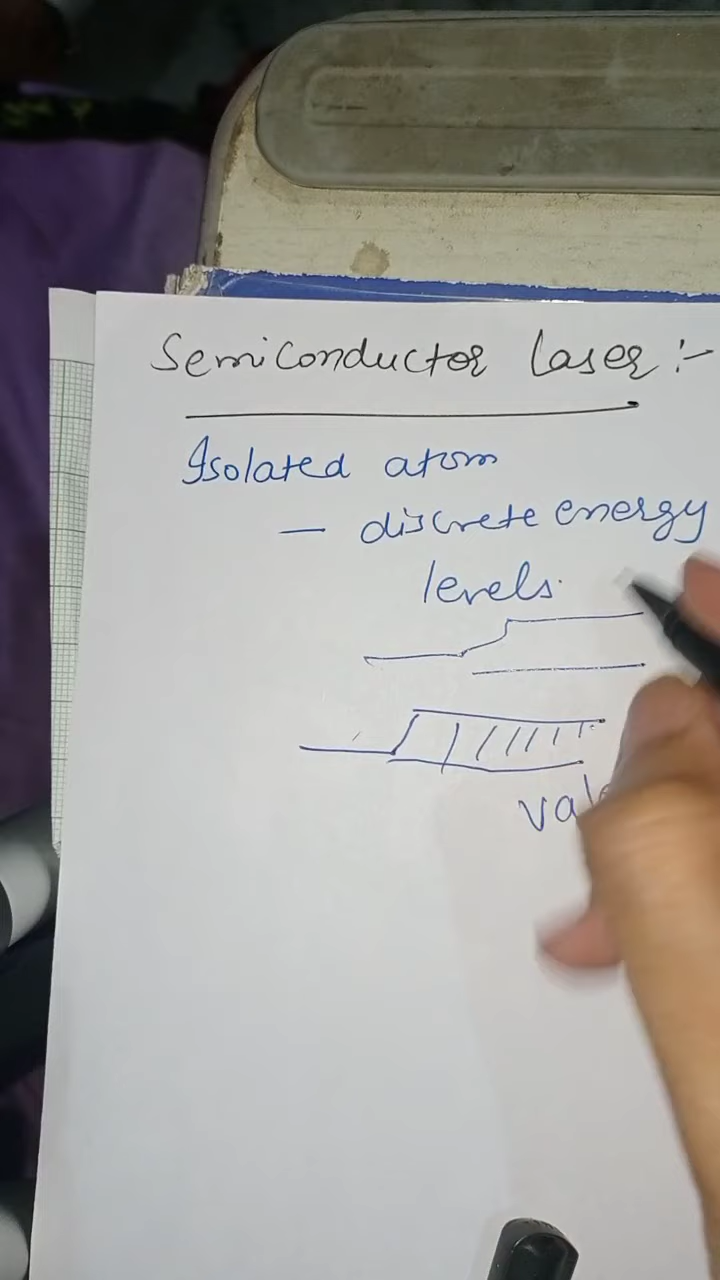 Semiconductor laser :-
Isolated atom
— discrete energy
levels.